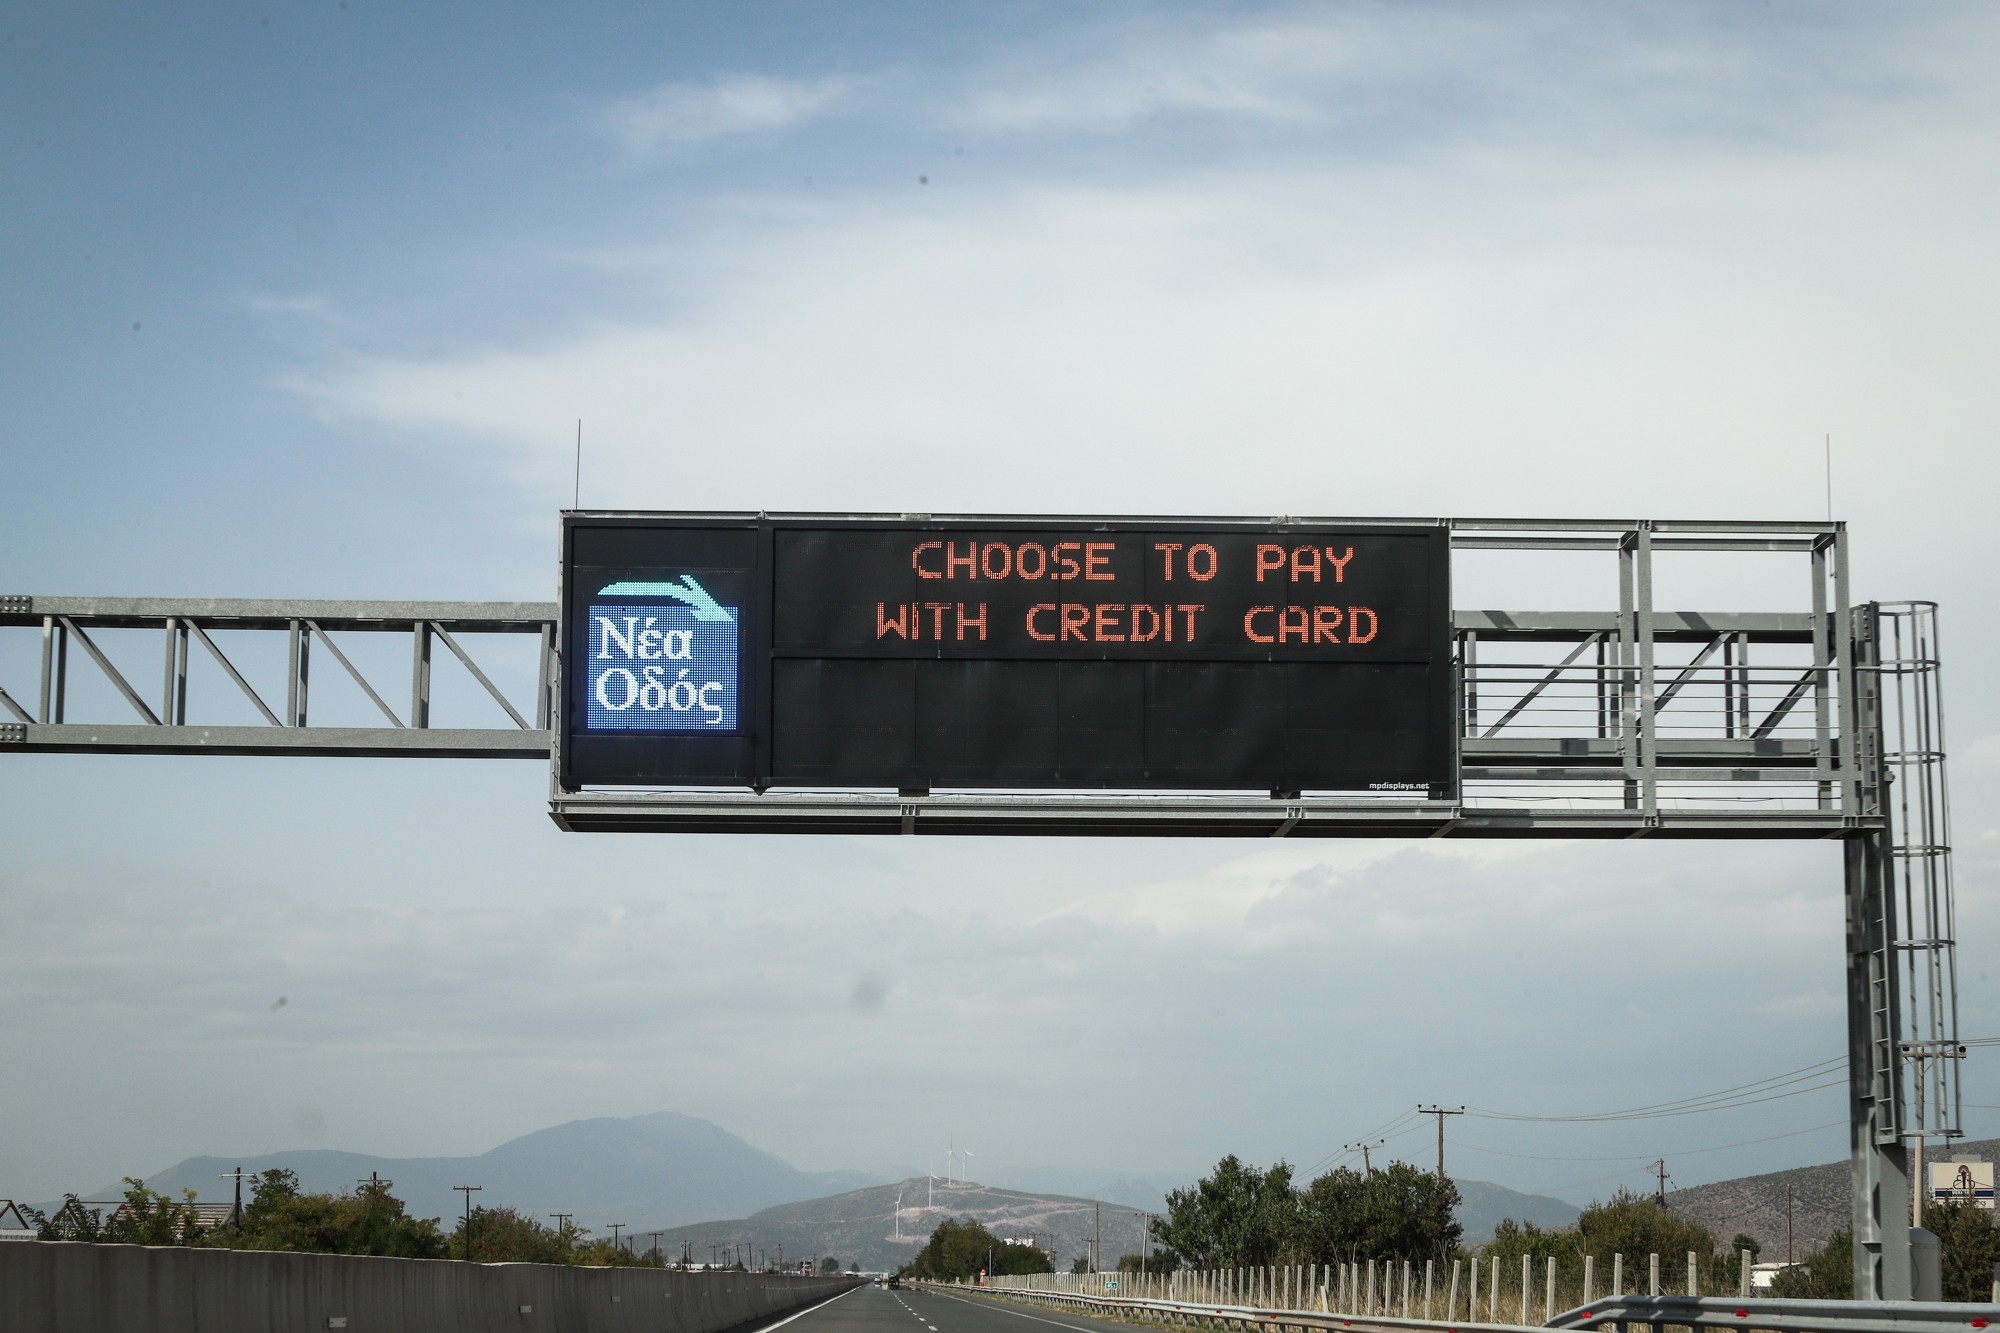 CHOOSE TO PAY
WITH CREDIT CARD
Νέα
Οδός
mpdisplays.net